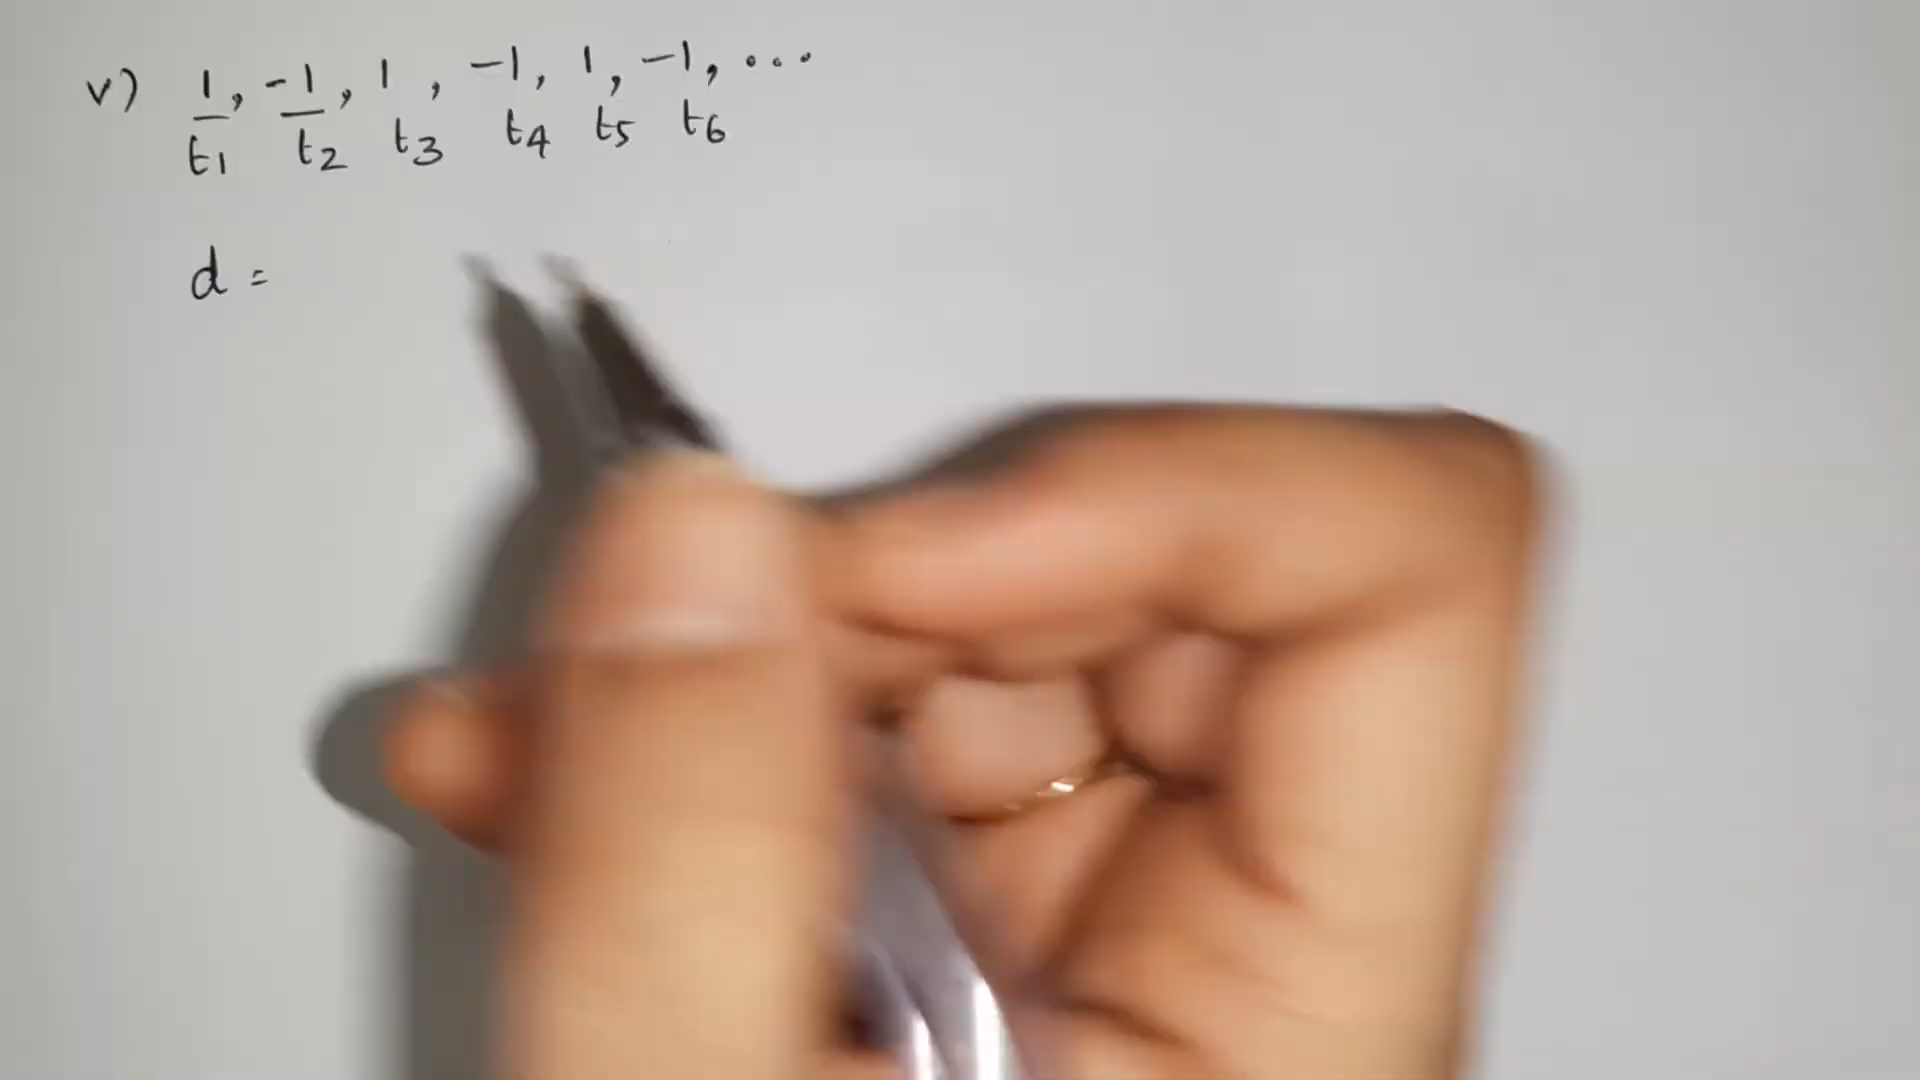 v) 1, -1, 1, -1, 1, -1, ...
t1 t2 t3 t4 t5 t6
d =